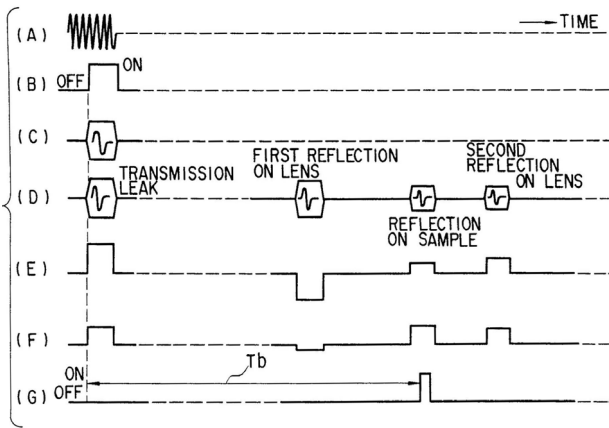 (A) TIME
(B) OFF ON
(C)
FIRST REFLECTION
ON LENS
SECOND
REFLECTION
ON LENS
TRANSMISSION
LEAK
(D)
REFLECTION
ON SAMPLE
(E)
(F)
Tb
ON
OFF
(G)